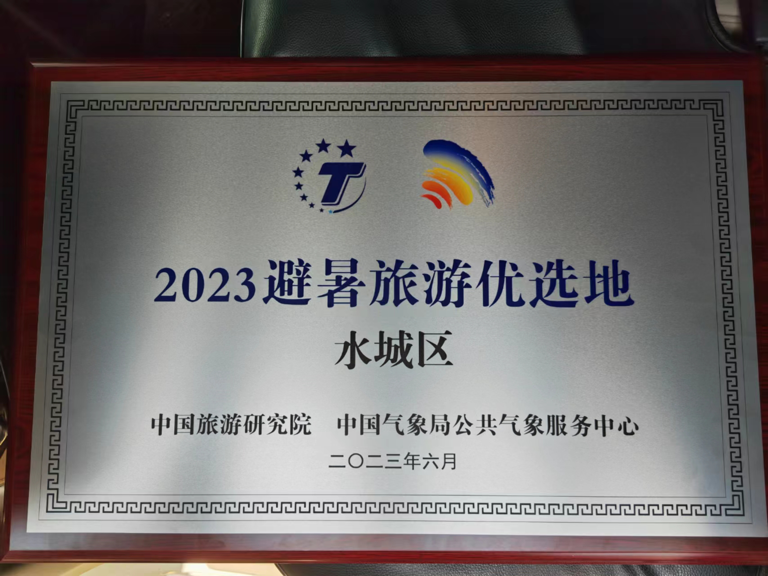 T
2023避暑旅游优选地
水城区
中国旅游研究院 中国气象局公共气象服务中心
二〇二三年六月